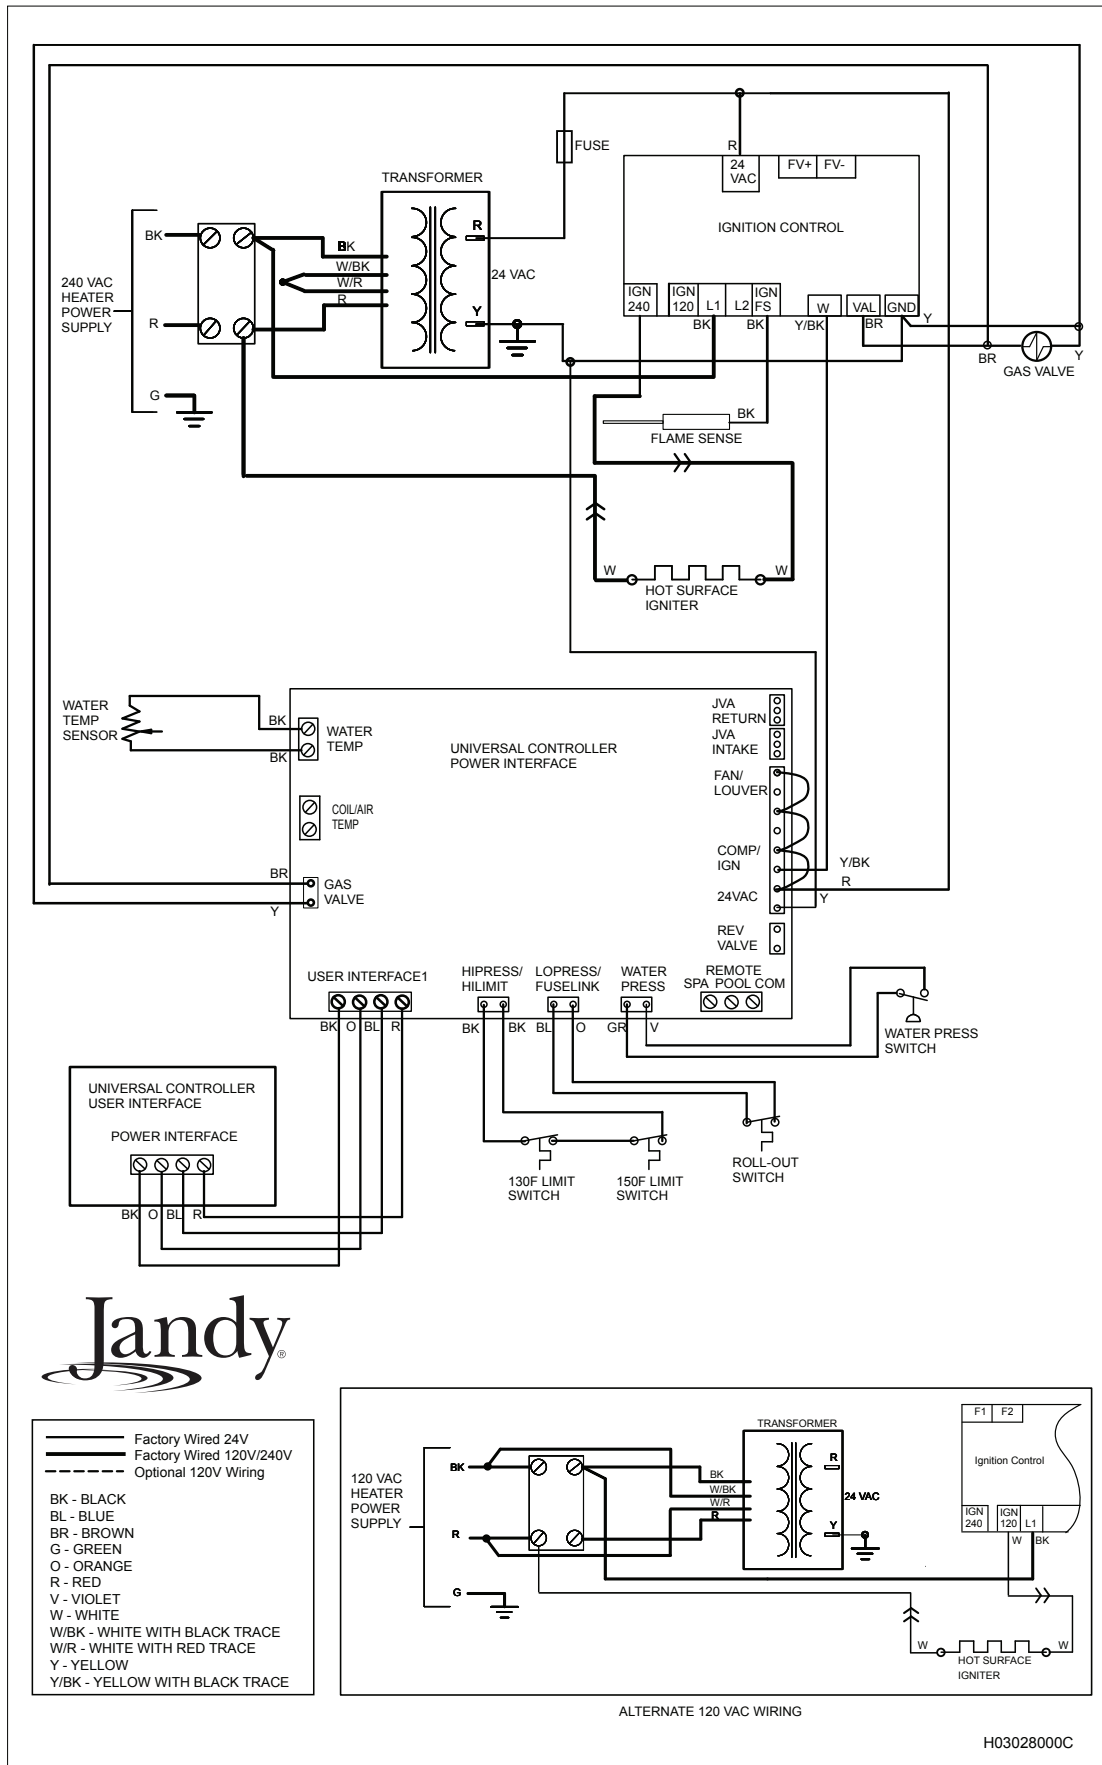 FUSE
R
24
VAC
FV+ FV-
TRANSFORMER
IGNITION CONTROL
R
BK
BK
W/BK
W/R
R
24 VAC
240 VAC
HEATER
POWER
SUPPLY
R
Y
IGN
240
IGN
120 L1 L2 IGN
FS
W VAL GND
BK BK Y/BK BR Y
BR Y
GAS VALVE
G
BK
FLAME SENSE
W W
HOT SURFACE
IGNITER
WATER
TEMP
SENSOR
BK
BK
WATER
TEMP
UNIVERSAL CONTROLLER
POWER INTERFACE
JVA
RETURN
JVA
INTAKE
FAN/
LOUVER
COIL/AIR
TEMP
COMP/
IGN
Y/BK
R
24VAC
Y
BR
GAS
VALVE
Y
REV
VALVE
USER INTERFACE1
HIPRESS/
HILIMIT
LOPRESS/
FUSELINK
WATER
PRESS
REMOTE
SPA POOL COM
BK O BL R
BK BK BL O GR V
WATER PRESS
SWITCH
UNIVERSAL CONTROLLER
USER INTERFACE
POWER INTERFACE
BK O BL R
130F LIMIT
SWITCH
150F LIMIT
SWITCH
ROLL-OUT
SWITCH
Jandy®
Factory Wired 24V
Factory Wired 120V/240V
Optional 120V Wiring
BK - BLACK
BL - BLUE
BR - BROWN
G - GREEN
O - ORANGE
R - RED
V - VIOLET
W - WHITE
W/BK - WHITE WITH BLACK TRACE
W/R - WHITE WITH RED TRACE
Y - YELLOW
Y/BK - YELLOW WITH BLACK TRACE
TRANSFORMER
F1 F2
Ignition Control
120 VAC
HEATER
POWER
SUPPLY
BK
BK
W/BK
W/R
R
R
24 VAC
R
Y
IGN
240
IGN
120 L1
W BK
G
W W
HOT SURFACE
IGNITER
ALTERNATE 120 VAC WIRING
H03028000C